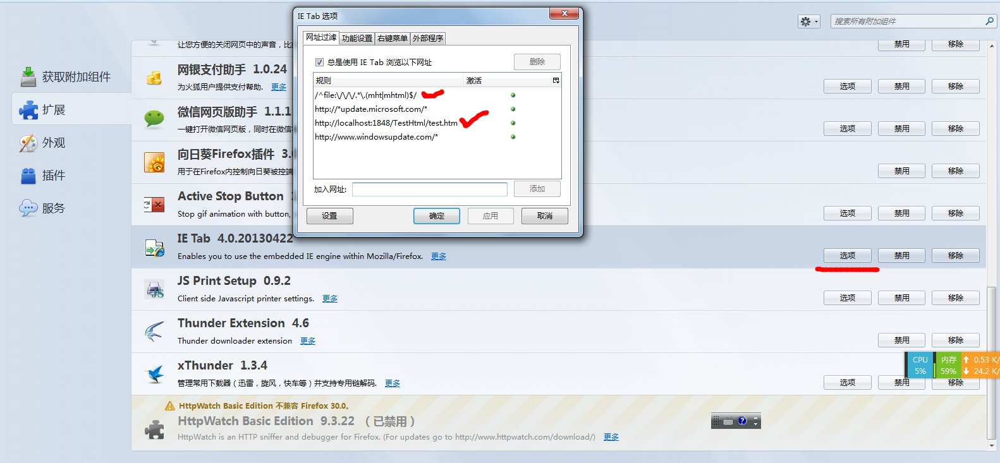 搜索所有附加组件
获取附加组件
扩展
外观
插件
服务
让您方便的关闭网页中的声音，比
禁用 移除
网银支付助手 1.0.24
为火狐用户提供支付帮助. 更多
选项 禁用 移除
微信网页版助手 1.1.1
一键打开微信网页版，同时在微信
选项 禁用 移除
向日葵Firefox插件 3.
用于在Firefox内控制向日葵被控端
禁用 移除
Active Stop Button
Stop gif animation with button,
选项 禁用 移除
IE Tab 4.0.20130422
Enables you to use the embedded IE engine within Mozilla/Firefox. 更多
选项 禁用 移除
JS Print Setup 0.9.2
Client side Javascript printer settings. 更多
选项 禁用 移除
Thunder Extension 4.6
Thunder downloader extension 更多
禁用 移除
xThunder 1.3.4
管理常用下载器（迅雷，旋风，快车等）并支持专用链解码. 更多
选项 禁用 移除
HttpWatch Basic Edition 不兼容 Firefox 30.0。
HttpWatch Basic Edition 9.3.22 （已禁用）
HttpWatch is an HTTP sniffer and debugger for Firefox. (For updates go to http://www.httpwatch.com/download/) 更多
IE Tab 选项
网址过滤 功能设置 右键菜单 外部程序
总是使用 IE Tab 浏览以下网址 删除
规则 激活
/^file:\/\/\/.*\.(mht|mhtml)$/
http://*update.microsoft.com/*
http://localhost:1848/TestHtml/test.htm
http://www.windowsupdate.com/*
加入网址: 添加
设置 确定 应用 取消
CPU 内存 0.53 K/
5% 59% 24.2 K/